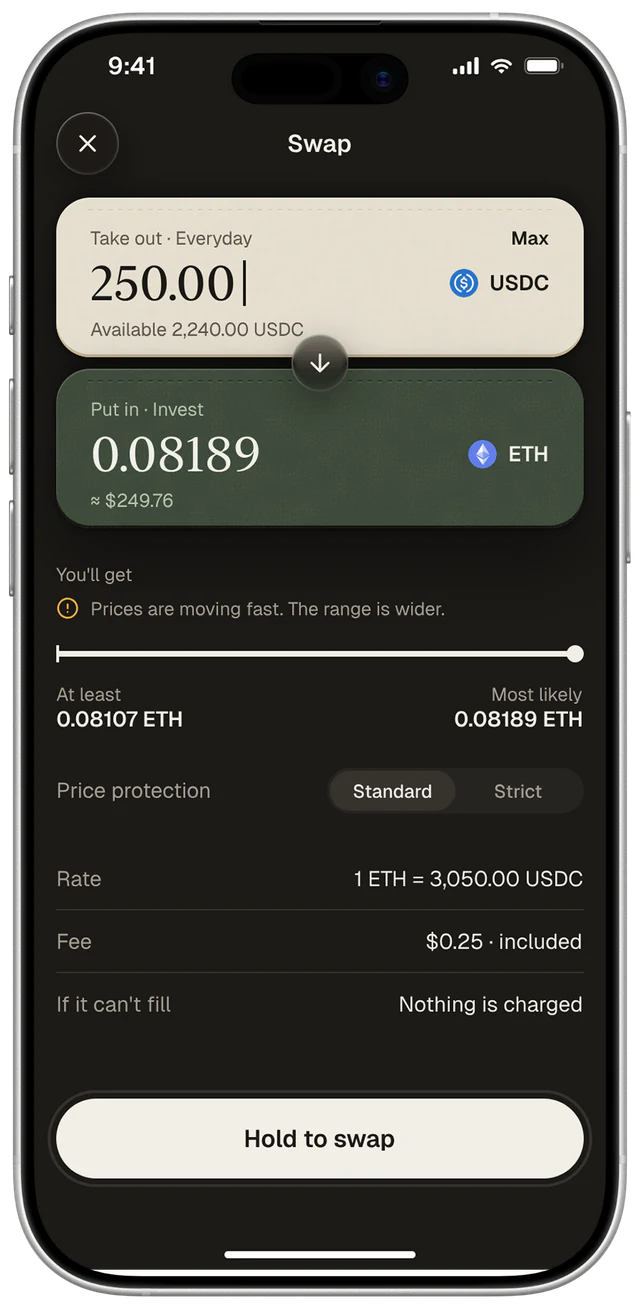 9:41
Swap
Take out · Everyday
Max
250.00
USDC
Available 2,240.00 USDC
Put in · Invest
0.08189
ETH
≈ $249.76
You'll get
Prices are moving fast. The range is wider.
At least
Most likely
0.08107 ETH
0.08189 ETH
Price protection
Standard
Strict
Rate
1 ETH = 3,050.00 USDC
Fee
$0.25 · included
If it can't fill
Nothing is charged
Hold to swap